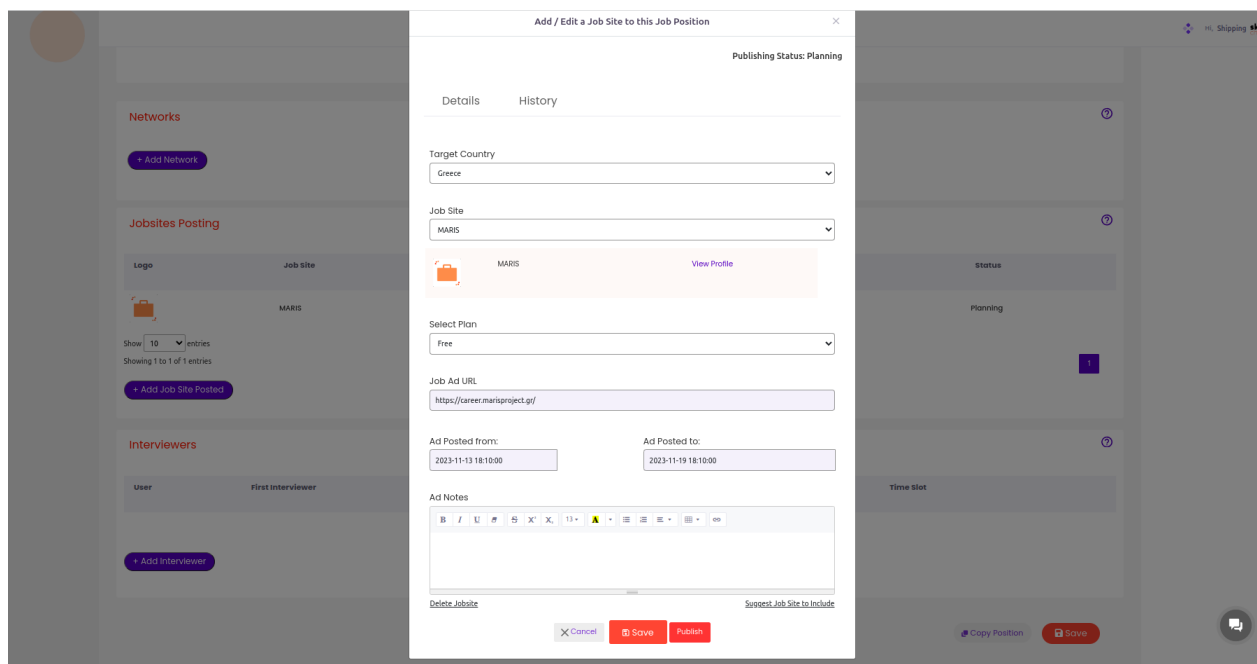 Add / Edit a Job Site to this Job Position
Hi, Shipping
Publishing Status: Planning
Details History
Networks
+ Add Network
Target Country
Greece
Jobsites Posting
Job Site
MARIS
Logo Job Site Status
MARIS View Profile
MARIS Planning
Select Plan
Free
Show 10 entries
Showing 1 to 1 of 1 entries
1
+ Add Job Site Posted
Job Ad URL
https://career.marisproject.gr/
Interviewers
Ad Posted from: Ad Posted to:
2023-11-13 18:10:00 2023-11-19 18:10:00
User First Interviewer Time Slot
Ad Notes
B I U S X² X₂ 13 A
+ Add Interviewer
Delete Jobsite Suggest Job Site to Include
Cancel Save Publish
Copy Position Save